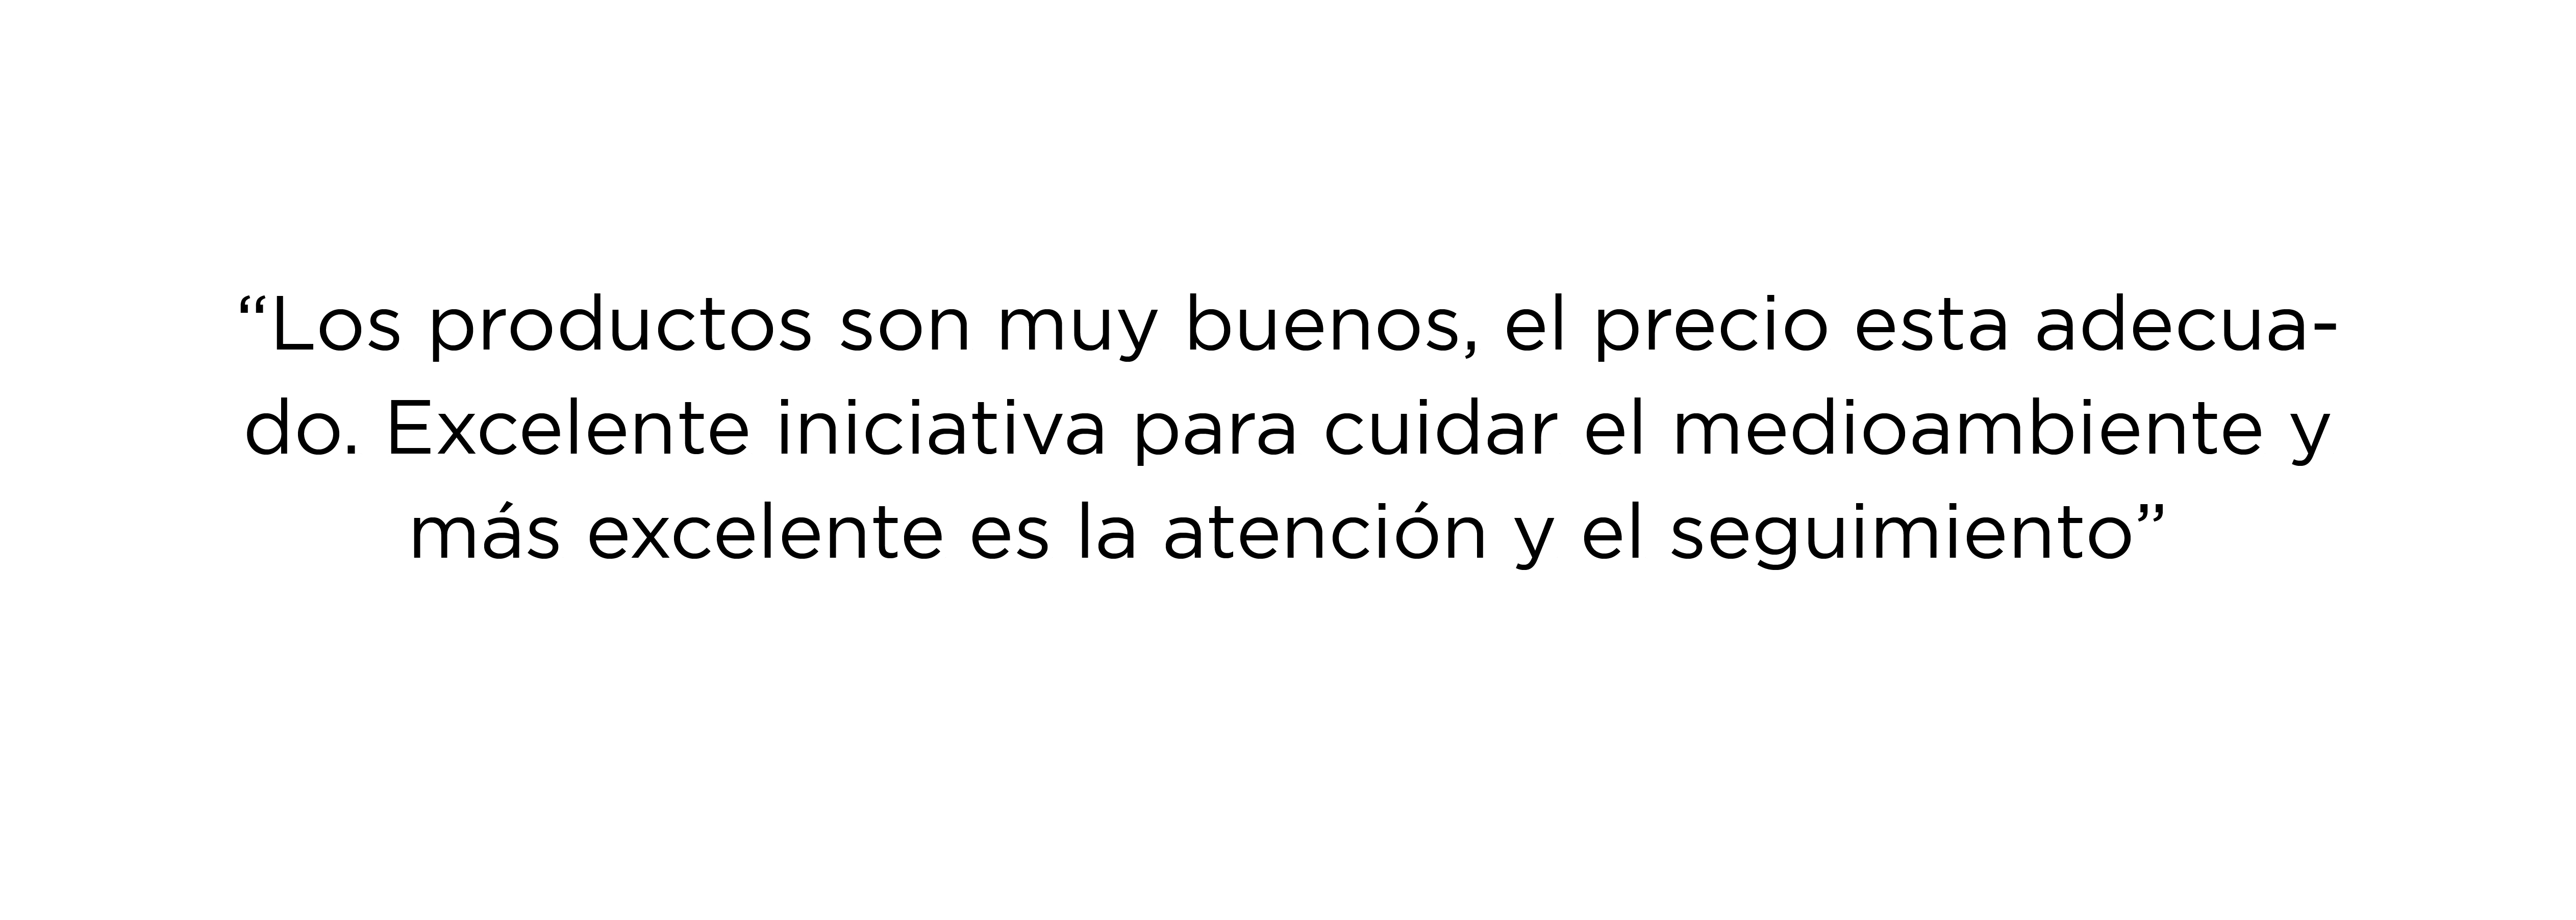 “Los productos son muy buenos, el precio esta adecua-
do. Excelente iniciativa para cuidar el medioambiente y
más excelente es la atención y el seguimiento”